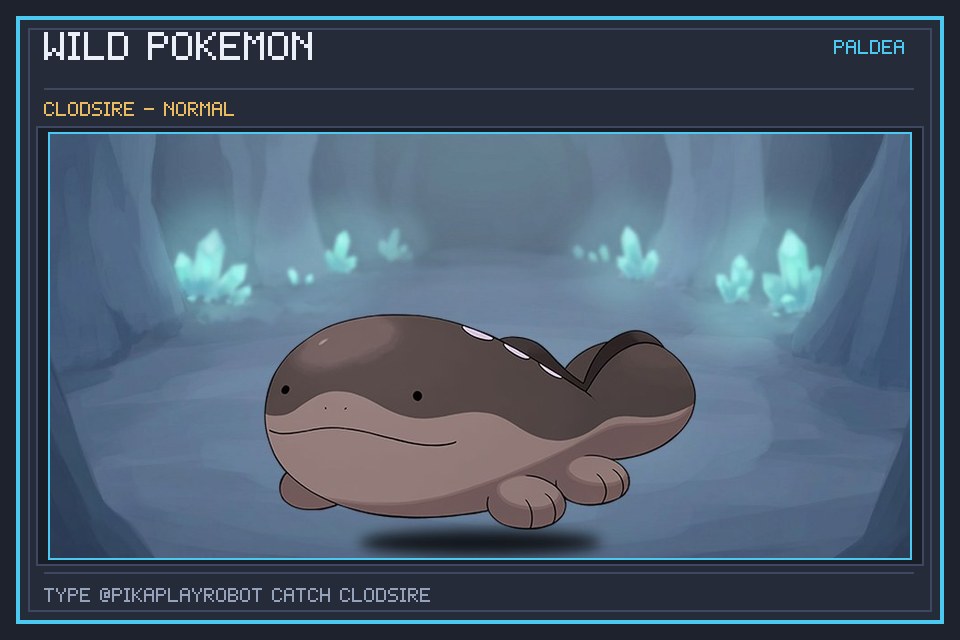 WILD POKEMON
PALDEA
CLODSIRE - NORMAL
TYPE @PIKAPLAYROBOT CATCH CLODSIRE